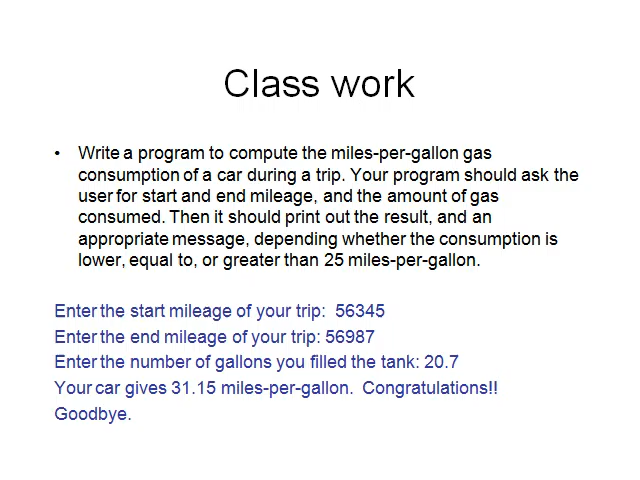 Class work
• Write a program to compute the miles-per-gallon gas
consumption of a car during a trip. Your program should ask the
user for start and end mileage, and the amount of gas
consumed. Then it should print out the result, and an
appropriate message, depending whether the consumption is
lower, equal to, or greater than 25 miles-per-gallon.
Enter the start mileage of your trip:  56345
Enter the end mileage of your trip: 56987
Enter the number of gallons you filled the tank: 20.7
Your car gives 31.15 miles-per-gallon.  Congratulations!!
Goodbye.